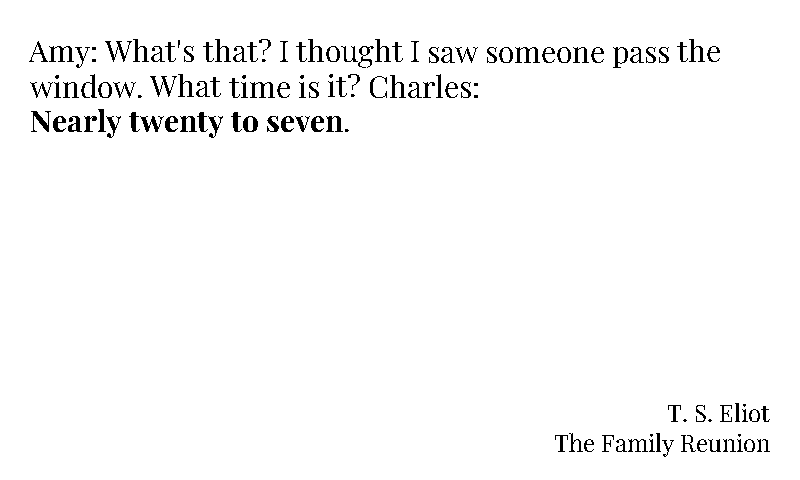 Amy: What's that? I thought I saw someone pass the
window. What time is it? Charles:
Nearly twenty to seven.
T. S. Eliot
The Family Reunion